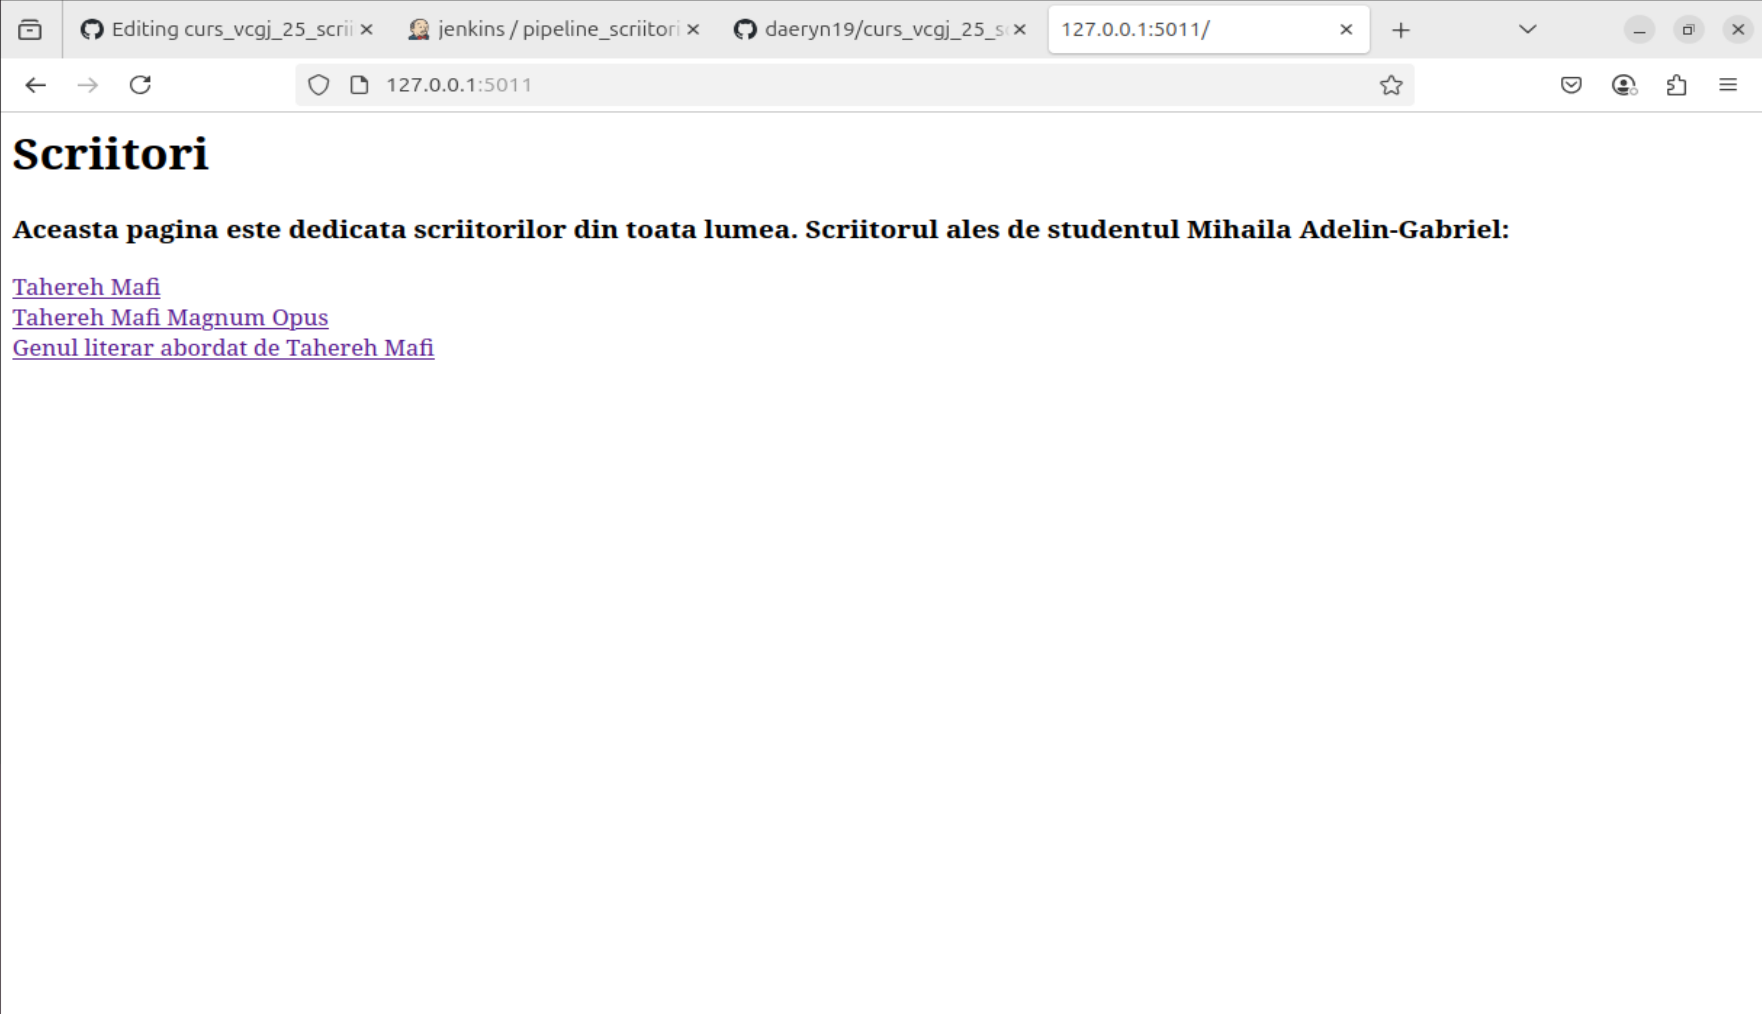 Editing curs_vcgj_25_scrii
jenkins / pipeline_scriitori
daeryn19/curs_vcgj_25_s
127.0.0.1:5011/
127.0.0.1:5011
Scriitori
Aceasta pagina este dedicata scriitorilor din toata lumea. Scriitorul ales de studentul Mihaila Adelin-Gabriel:
Tahereh Mafi
Tahereh Mafi Magnum Opus
Genul literar abordat de Tahereh Mafi